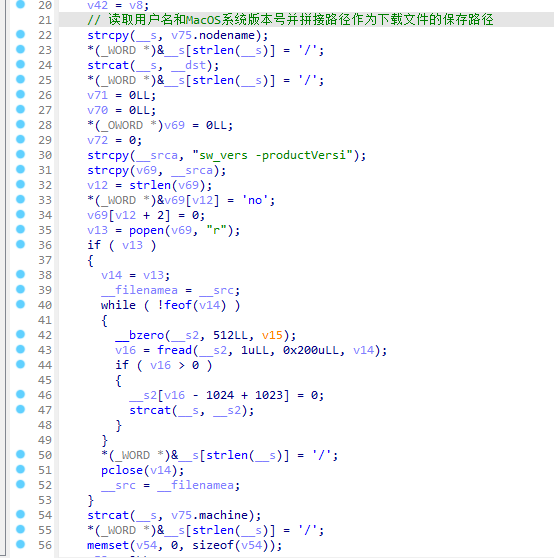 20 v42 = v8;
21 // 读取用户名和MacOS系统版本号并拼接路径作为下载文件的保存路径
22 strcpy(__s, v75.nodename);
23 *(_WORD *)&__s[strlen(__s)] = '/';
24 strcat(__s, __dst);
25 *(_WORD *)&__s[strlen(__s)] = '/';
26 v71 = 0LL;
27 v70 = 0LL;
28 *(_OWORD *)v69 = 0LL;
29 v72 = 0;
30 strcpy(__srca, "sw_vers -productVersi");
31 strcpy(v69, __srca);
32 v12 = strlen(v69);
33 *(_WORD *)&v69[v12] = 'no';
34 v69[v12 + 2] = 0;
35 v13 = popen(v69, "r");
36 if ( v13 )
37 {
38 v14 = v13;
39 __filenamea = __src;
40 while ( !feof(v14) )
41 {
42 __bzero(__s2, 512LL, v15);
43 v16 = fread(__s2, 1uLL, 0x200uLL, v14);
44 if ( v16 > 0 )
45 {
46 __s2[v16 - 1024 + 1023] = 0;
47 strcat(__s, __s2);
48 }
49 }
50 *(_WORD *)&__s[strlen(__s)] = '/';
51 pclose(v14);
52 __src = __filenamea;
53 }
54 strcat(__s, v75.machine);
55 *(_WORD *)&__s[strlen(__s)] = '/';
56 memset(v54, 0, sizeof(v54));